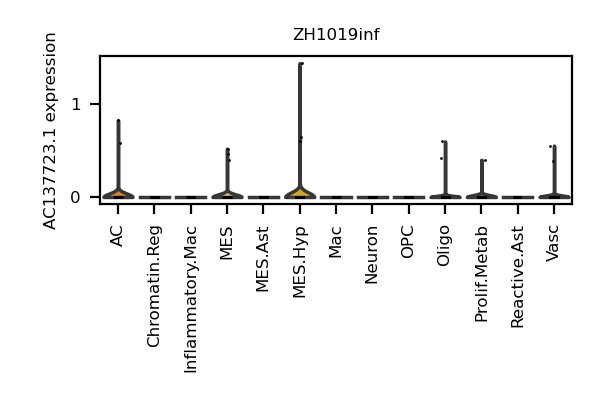 ZH1019inf
AC137723.1 expression
1
0
AC
Chromatin.Reg
Inflammatory.Mac
MES
MES.Ast
MES.Hyp
Mac
Neuron
OPC
Oligo
Prolif.Metab
Reactive.Ast
Vasc